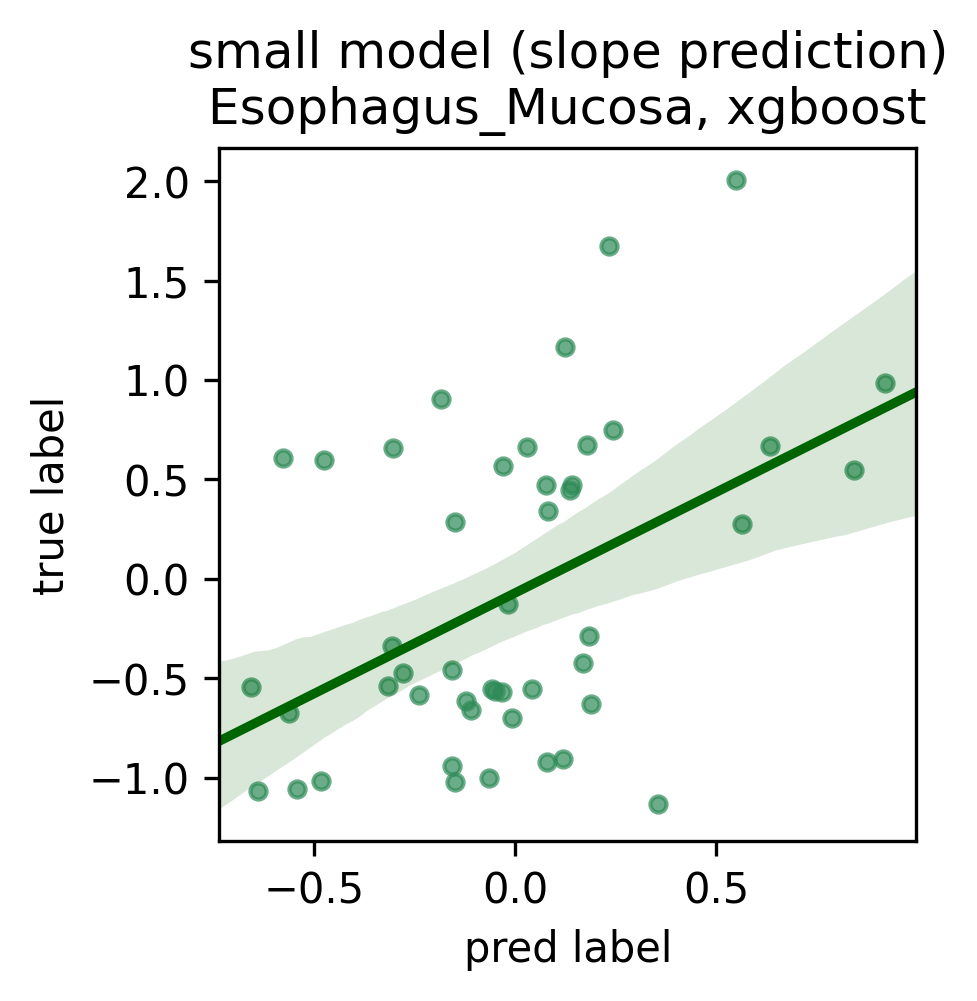 small model (slope prediction)
Esophagus_Mucosa, xgboost
2.0
1.5
1.0
0.5
0.0
−0.5
−1.0
true label
−0.5 0.0 0.5
pred label